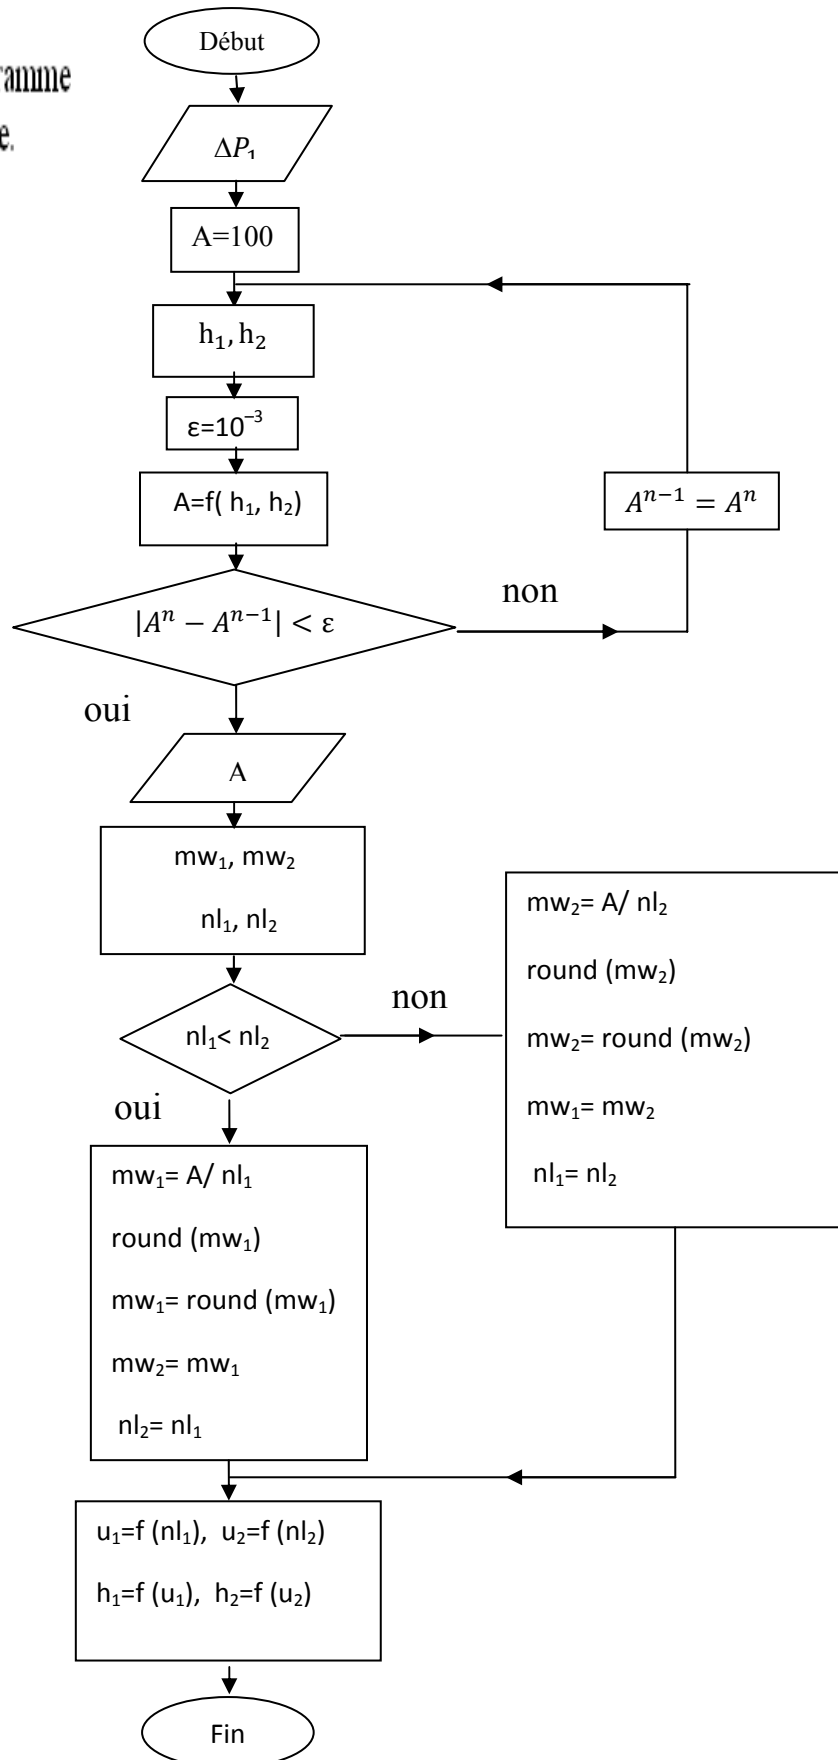 Début
e.
ΔP₁
A=100
h₁, h₂
ε=10⁻³
A=f( h₁, h₂)
Aⁿ⁻¹ = Aⁿ
|Aⁿ − Aⁿ⁻¹| < ε
non
oui
A
mw₁, mw₂
nl₁, nl₂
nl₁< nl₂
non
mw₂= A/ nl₂
round (mw₂)
mw₂= round (mw₂)
mw₁= mw₂
nl₁= nl₂
oui
mw₁= A/ nl₁
round (mw₁)
mw₁= round (mw₁)
mw₂= mw₁
nl₂= nl₁
u₁=f (nl₁), u₂=f (nl₂)
h₁=f (u₁), h₂=f (u₂)
Fin